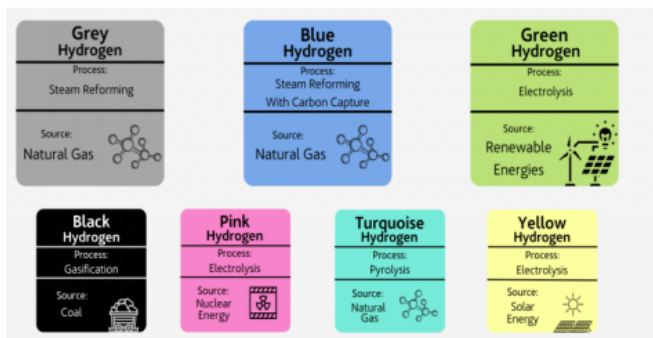 Grey
Hydrogen
Process:
Steam Reforming
Source:
Natural Gas
Blue
Hydrogen
Process:
Steam Reforming
With Carbon Capture
Source:
Natural Gas
Green
Hydrogen
Process:
Electrolysis
Source:
Renewable
Energies
Black
Hydrogen
Process:
Gasification
Source:
Coal
Pink
Hydrogen
Process:
Electrolysis
Source:
Nuclear
Energy
Turquoise
Hydrogen
Process:
Pyrolysis
Source:
Natural
Gas
Yellow
Hydrogen
Process:
Electrolysis
Source:
Solar
Energy